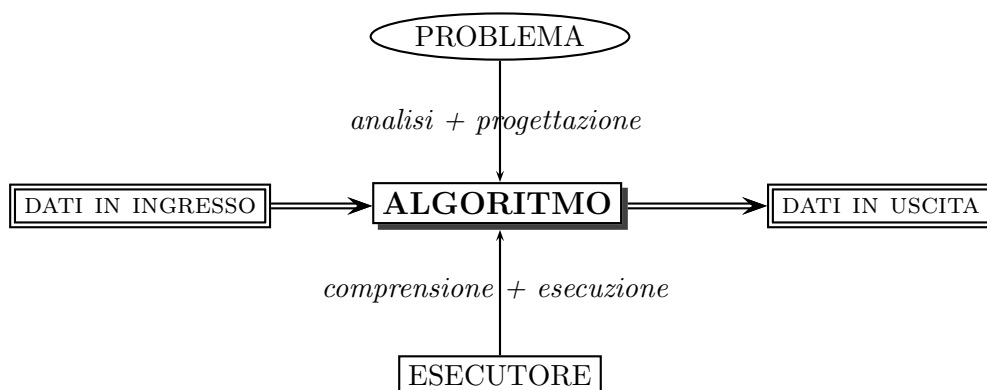 PROBLEMA
analisi + progettazione
DATI IN INGRESSO
ALGORITMO
DATI IN USCITA
comprensione + esecuzione
ESECUTORE